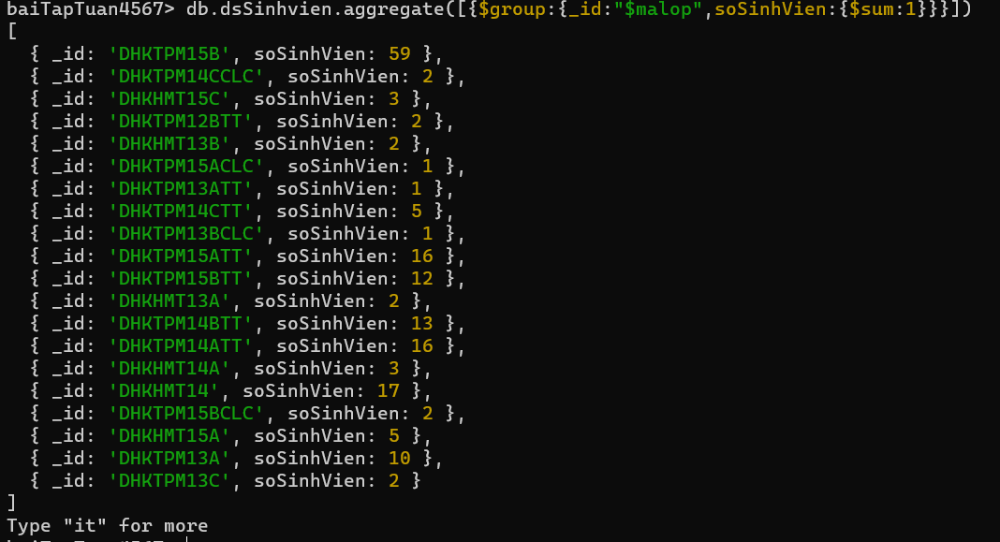 baiTapTuan4567> db.dsSinhvien.aggregate([{$group:{_id:"$malop",soSinhVien:{$sum:1}}}])
[
  { _id: 'DHKTPM15B', soSinhVien: 59 },
  { _id: 'DHKTPM14CCLC', soSinhVien: 2 },
  { _id: 'DHKHMT15C', soSinhVien: 3 },
  { _id: 'DHKTPM12BTT', soSinhVien: 2 },
  { _id: 'DHKHMT13B', soSinhVien: 2 },
  { _id: 'DHKTPM15ACLC', soSinhVien: 1 },
  { _id: 'DHKTPM13ATT', soSinhVien: 1 },
  { _id: 'DHKTPM14CTT', soSinhVien: 5 },
  { _id: 'DHKTPM13BCLC', soSinhVien: 1 },
  { _id: 'DHKTPM15ATT', soSinhVien: 16 },
  { _id: 'DHKTPM15BTT', soSinhVien: 12 },
  { _id: 'DHKHMT13A', soSinhVien: 2 },
  { _id: 'DHKTPM14BTT', soSinhVien: 13 },
  { _id: 'DHKTPM14ATT', soSinhVien: 16 },
  { _id: 'DHKHMT14A', soSinhVien: 3 },
  { _id: 'DHKHMT14', soSinhVien: 17 },
  { _id: 'DHKTPM15BCLC', soSinhVien: 2 },
  { _id: 'DHKHMT15A', soSinhVien: 5 },
  { _id: 'DHKTPM13A', soSinhVien: 10 },
  { _id: 'DHKTPM13C', soSinhVien: 2 }
]
Type "it" for more